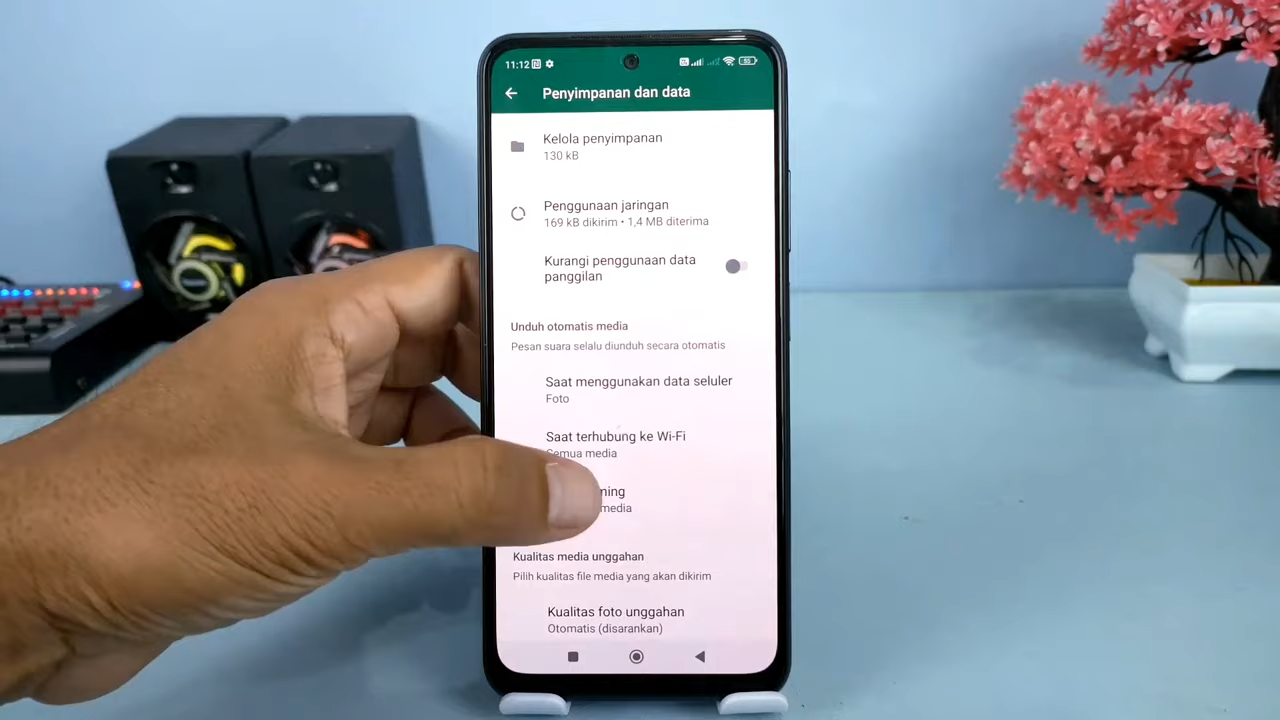 11:12
55
Penyimpanan dan data
Kelola penyimpanan
130 kB
Penggunaan jaringan
169 kB dikirim • 1,4 MB diterima
Kurangi penggunaan data
panggilan
Unduh otomatis media
Pesan suara selalu diunduh secara otomatis
Saat menggunakan data seluler
Foto
Saat terhubung ke Wi-Fi
Semua media
media
Kualitas media unggahan
Pilih kualitas file media yang akan dikirim
Kualitas foto unggahan
Otomatis (disarankan)